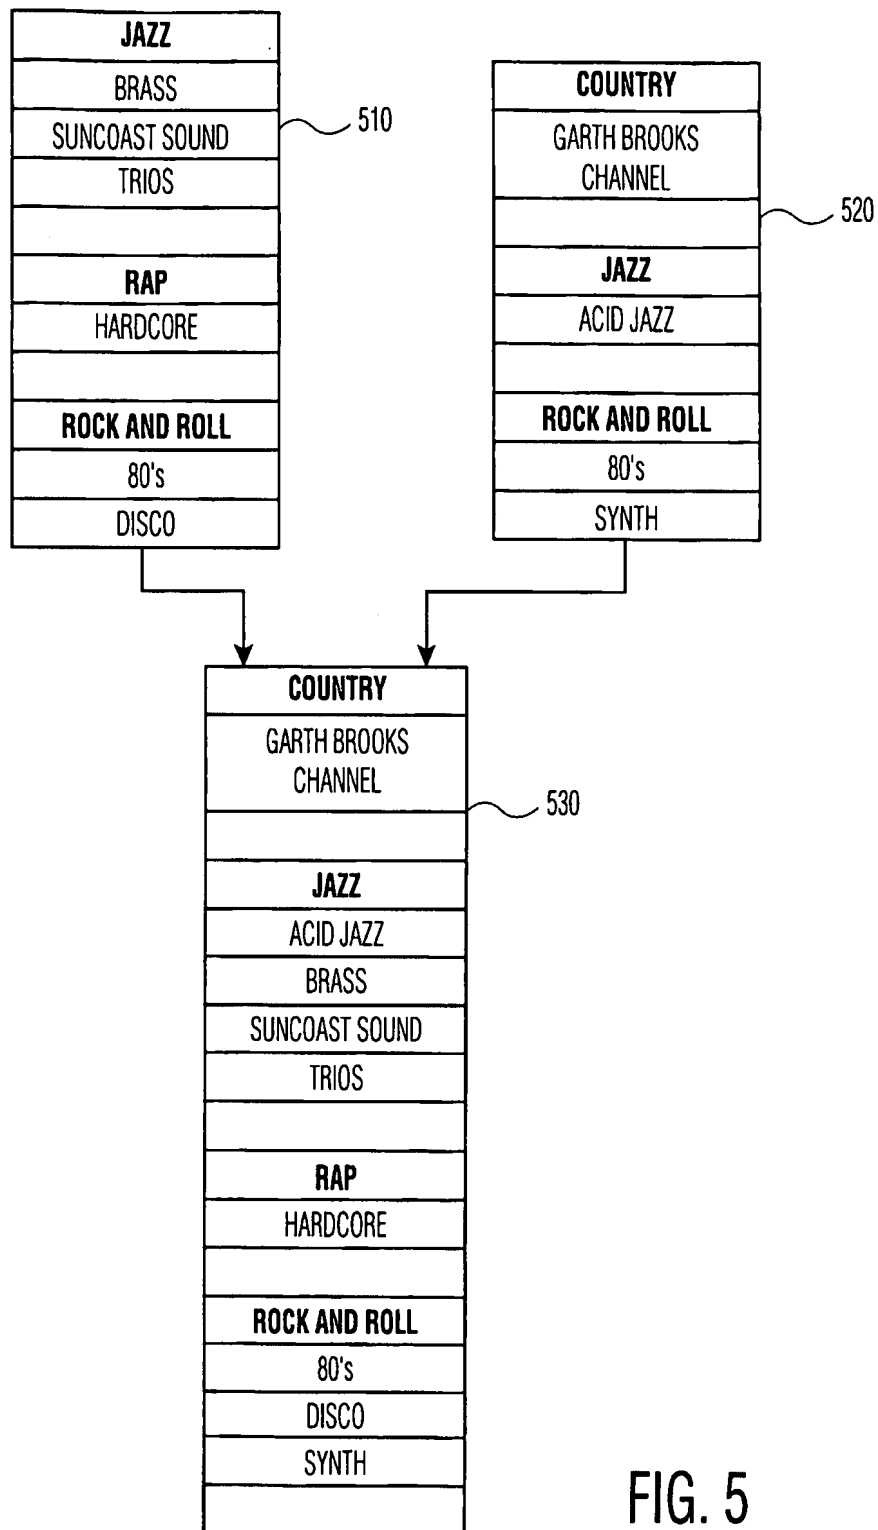 JAZZ
BRASS
SUNCOAST SOUND
TRIOS
RAP
HARDCORE
ROCK AND ROLL
80's
DISCO
510
COUNTRY
GARTH BROOKS
CHANNEL
JAZZ
ACID JAZZ
ROCK AND ROLL
80's
SYNTH
520
COUNTRY
GARTH BROOKS
CHANNEL
JAZZ
ACID JAZZ
BRASS
SUNCOAST SOUND
TRIOS
RAP
HARDCORE
ROCK AND ROLL
80's
DISCO
SYNTH
530
FIG. 5